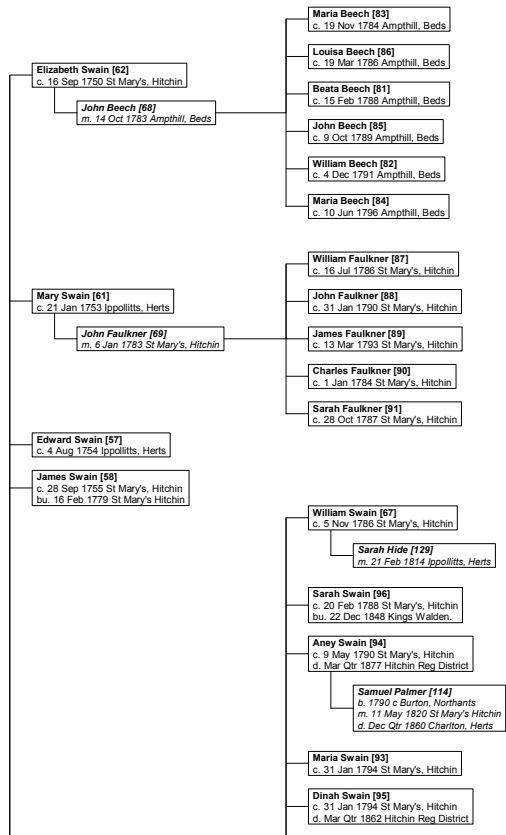 Maria Beech [83]
c. 19 Nov 1784 Ampthill, Beds
Louisa Beech [86]
c. 19 Mar 1786 Ampthill, Beds
Elizabeth Swain [62]
c. 16 Sep 1750 St Mary's, Hitchin
Beata Beech [81]
c. 15 Feb 1788 Ampthill, Beds
John Beech [68]
m. 14 Oct 1783 Ampthill, Beds
John Beech [85]
c. 9 Oct 1789 Ampthill, Beds
William Beech [82]
c. 4 Dec 1791 Ampthill, Beds
Maria Beech [84]
c. 10 Jun 1796 Ampthill, Beds
William Faulkner [87]
c. 16 Jul 1786 St Mary's, Hitchin
Mary Swain [61]
c. 21 Jan 1753 Ippollitts, Herts
John Faulkner [88]
c. 31 Jan 1790 St Mary's, Hitchin
John Faulkner [69]
m. 6 Jan 1783 St Mary's, Hitchin
James Faulkner [89]
c. 13 Mar 1793 St Mary's, Hitchin
Charles Faulkner [90]
c. 1 Jan 1784 St Mary's, Hitchin
Sarah Faulkner [91]
c. 28 Oct 1787 St Mary's, Hitchin
Edward Swain [57]
c. 4 Aug 1754 Ippollitts, Herts
James Swain [58]
c. 28 Sep 1755 St Mary's, Hitchin
bu. 16 Feb 1779 St Mary's Hitchin
William Swain [67]
c. 5 Nov 1786 St Mary's, Hitchin
Sarah Hide [129]
m. 21 Feb 1814 Ippollitts, Herts
Sarah Swain [96]
c. 20 Feb 1788 St Mary's, Hitchin
bu. 22 Dec 1848 Kings Walden.
Aney Swain [94]
c. 9 May 1790 St Mary's, Hitchin
d. Mar Qtr 1877 Hitchin Reg District
Samuel Palmer [114]
b. 1790 c Burton, Northants
m. 11 May 1820 St Mary's Hitchin
d. Dec Qtr 1860 Charlton, Herts
Maria Swain [93]
c. 31 Jan 1794 St Mary's, Hitchin
Dinah Swain [95]
c. 31 Jan 1794 St Mary's, Hitchin
d. Mar Qtr 1862 Hitchin Reg District